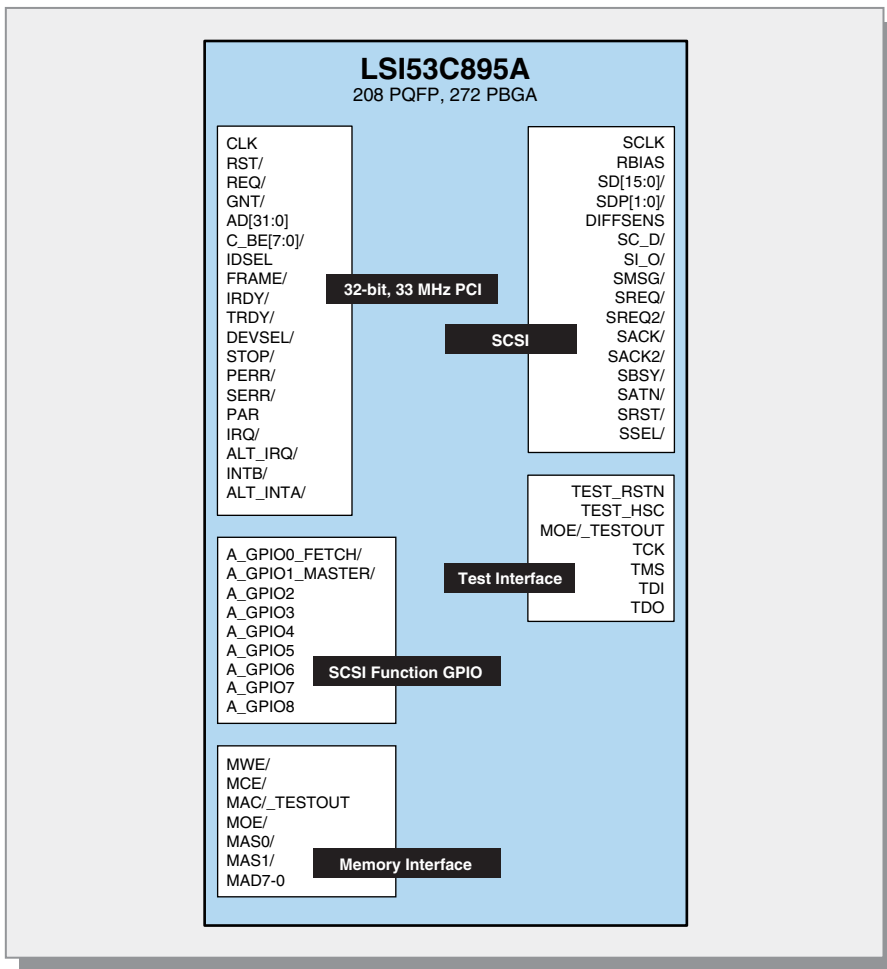 LSI53C895A
208 PQFP, 272 PBGA
CLK
RST/
REQ/
GNT/
AD[31:0]
C_BE[7:0]/
IDSEL
FRAME/
IRDY/
TRDY/
DEVSEL/
STOP/
PERR/
SERR/
PAR
IRQ/
ALT_IRQ/
INTB/
ALT_INTA/
32-bit, 33 MHz PCI
SCLK
RBIAS
SD[15:0]/
SDP[1:0]/
DIFFSENS
SC_D/
SI_O/
SMSG/
SREQ/
SREQ2/
SACK/
SACK2/
SBSY/
SATN/
SRST/
SSEL/
SCSI
TEST_RSTN
TEST_HSC
MOE/_TESTOUT
TCK
TMS
TDI
TDO
Test Interface
A_GPIO0_FETCH/
A_GPIO1_MASTER/
A_GPIO2
A_GPIO3
A_GPIO4
A_GPIO5
A_GPIO6
A_GPIO7
A_GPIO8
SCSI Function GPIO
MWE/
MCE/
MAC/_TESTOUT
MOE/
MAS0/
MAS1/
MAD7-0
Memory Interface